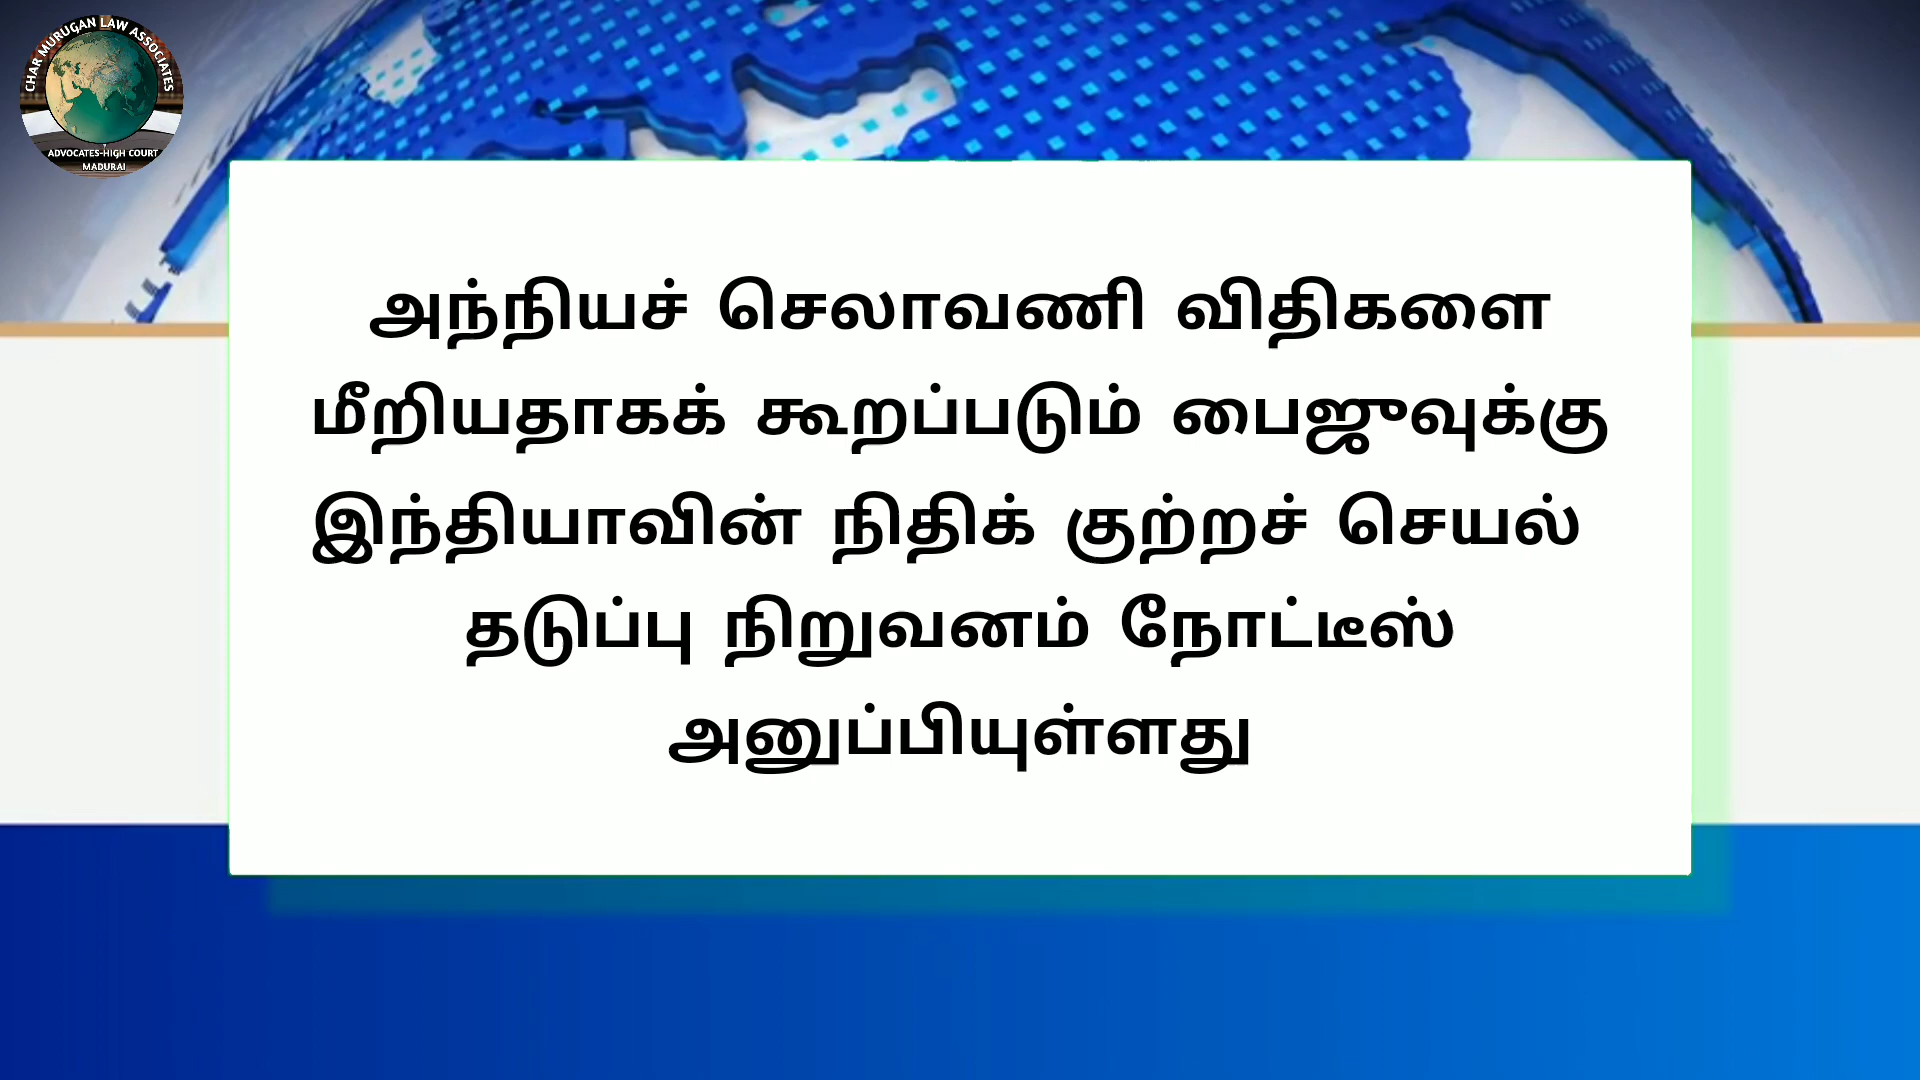 CHAR MURUGAN LAW ASSOCIATES
ADVOCATES-HIGH COURT
MADURAI
அந்நியச் செலாவணி விதிகளை
மீறியதாகக் கூறப்படும் பைஜுவுக்கு
இந்தியாவின் நிதிக் குற்றச் செயல்
தடுப்பு நிறுவனம் நோட்டீஸ்
அனுப்பியுள்ளது